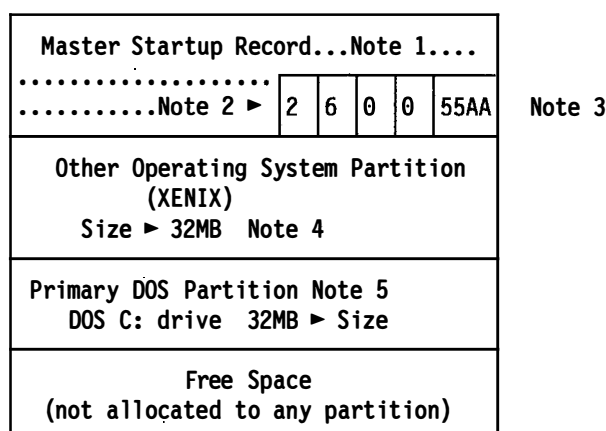 Master Startup Record...Note 1....
.....................
...........Note 2 ► 2 6 0 0 55AA Note 3
Other Operating System Partition
(XENIX)
Size ► 32MB Note 4
Primary DOS Partition Note 5
DOS C: drive 32MB ► Size
Free Space
(not allocated to any partition)